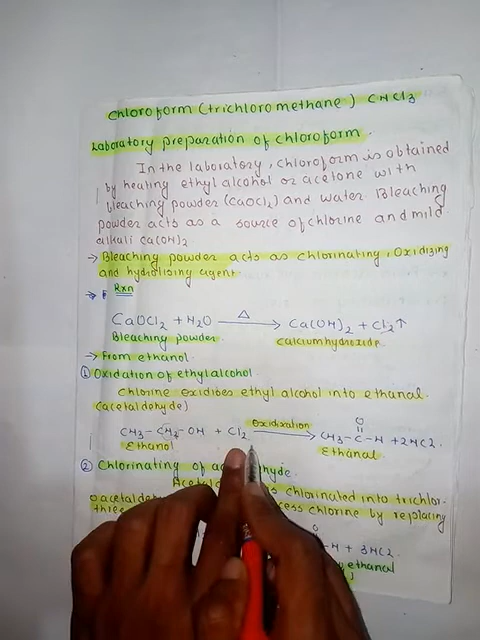 Chloroform (trichloromethane) CHCl3
Laboratory preparation of chloroform.
In the laboratory, chloroform is obtained
by heating ethyl alcohol or acetone with
bleaching powder (CaOCl2) and water. Bleaching
powder acts as a source of chlorine and mild
alkali Ca(OH)2
→ Bleaching powder acts as chlorinating, Oxidizing
and hydrolising agent
→ Rxn
CaOCl2 + H2O —Δ→ Ca(OH)2 + Cl2↑
Bleaching powder calcium hydroxide
→ From ethanol
① Oxidation of ethyl alcohol
Chlorine oxidises ethyl alcohol into ethanal
(acetaldehyde)
O
CH3-CH2-OH + Cl2 —Oxidixation→ CH3-C-H + 2HCl
Ethanol Ethanal
② Chlorinating of hyde.
is chlorinated into trichlor-
cess chlorine by replacing
three
-H + 3HCl.
ethanal